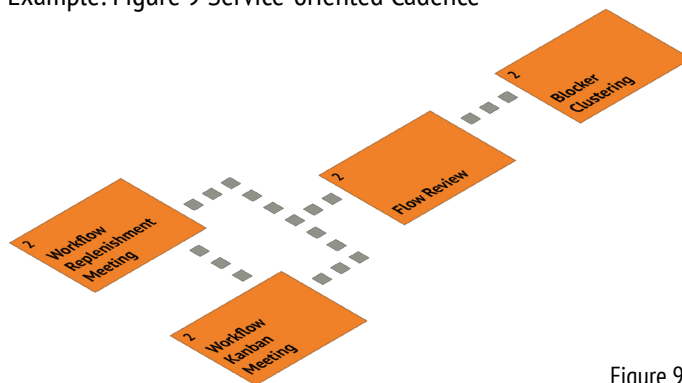 Example: Figure 9 Service-oriented Cadence
2
Blocker
Clustering
2
Flow Review
2
Workflow
Replenishment
Meeting
2
Workflow
Kanban
Meeting
Figure 9